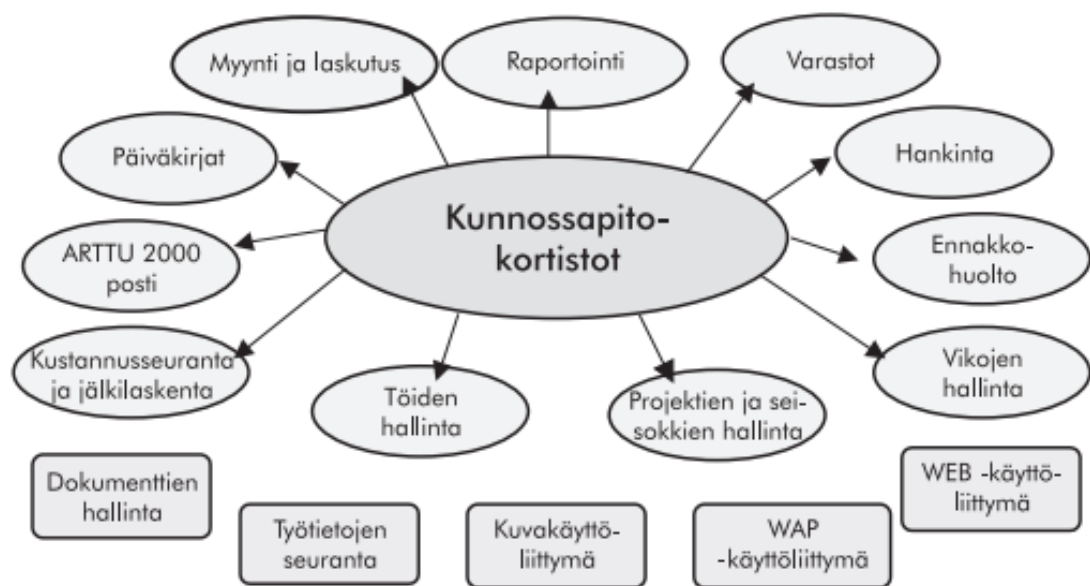 Myynti ja laskutus
Raportointi
Varastot
Päiväkirjat
Hankinta
Kunnossapito-
kortistot
ARTTU 2000
posti
Ennakko-
huolto
Kustannusseuranta
ja jälkilaskenta
Töiden
hallinta
Projektien ja sei-
sokkien hallinta
Vikojen
hallinta
Dokumenttien
hallinta
Työtietojen
seuranta
Kuvakäyttö-
liittymä
WAP
-käyttöliittymä
WEB -käyttö-
liittymä